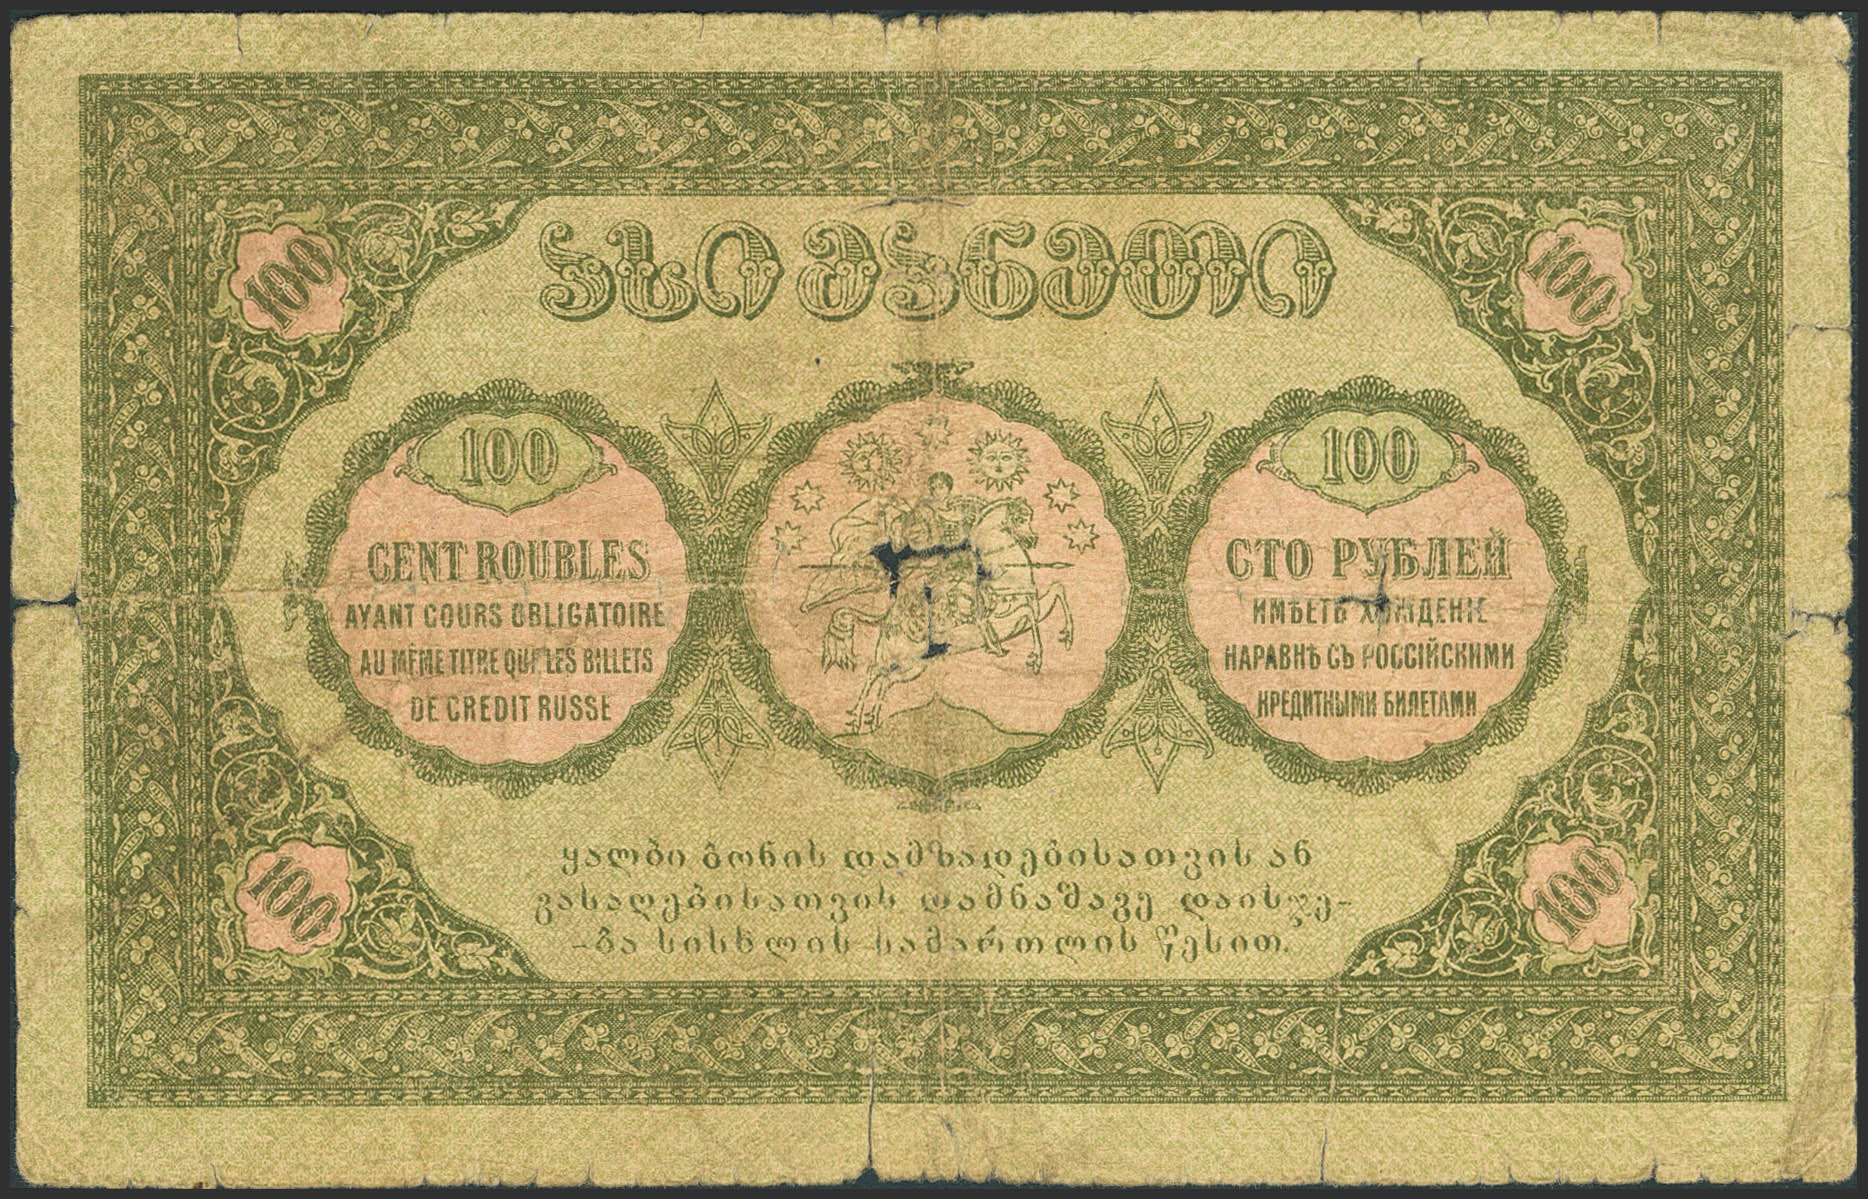 ასი მანეთი
100
100
100
CENT ROUBLES
AYANT COURS OBLIGATOIRE
AU MÊME TITRE QUE LES BILLETS
DE CREDIT RUSSE
100
СТО РУБЛЕЙ
ИМѢЕТЪ ХОЖДЕНІЕ
НАРАВНѢ СЪ РОССІЙСКИМИ
КРЕДИТНЫМИ БИЛЕТАМИ
ყალბი ბონის დამზადებისათვის ან
გასაღებისათვის დამნაშავე დაისჯე-
-ბა სისხლის სამართლის წესით.
100
100